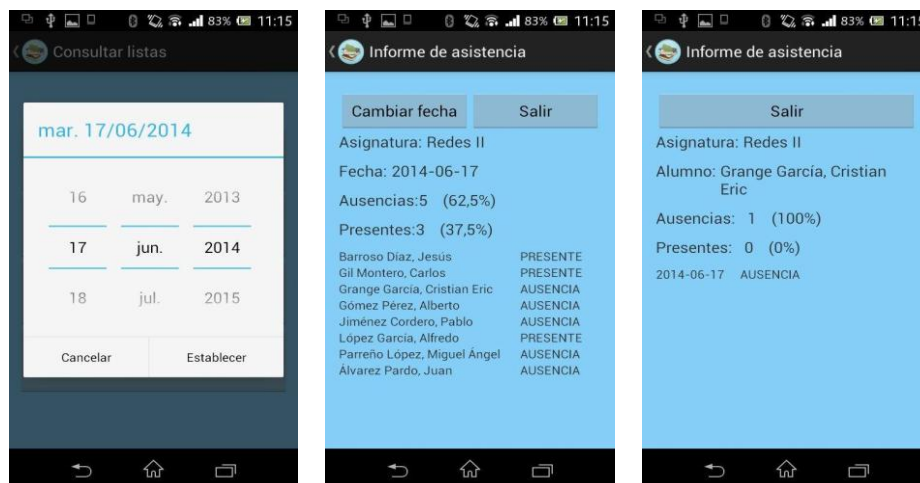 83% 11:15
Consultar listas
mar. 17/06/2014
16 may. 2013
17 jun. 2014
18 jul. 2015
Cancelar Establecer
83% 11:15
Informe de asistencia
Cambiar fecha Salir
Asignatura: Redes II
Fecha: 2014-06-17
Ausencias:5 (62,5%)
Presentes:3 (37,5%)
Barroso Díaz, Jesús PRESENTE
Gil Montero, Carlos PRESENTE
Grange García, Cristian Eric AUSENCIA
Gómez Pérez, Alberto AUSENCIA
Jiménez Cordero, Pablo AUSENCIA
López García, Alfredo PRESENTE
Parreño López, Miguel Ángel AUSENCIA
Álvarez Pardo, Juan AUSENCIA
83% 11:15
Informe de asistencia
Salir
Asignatura: Redes II
Alumno: Grange García, Cristian
Eric
Ausencias: 1 (100%)
Presentes: 0 (0%)
2014-06-17 AUSENCIA